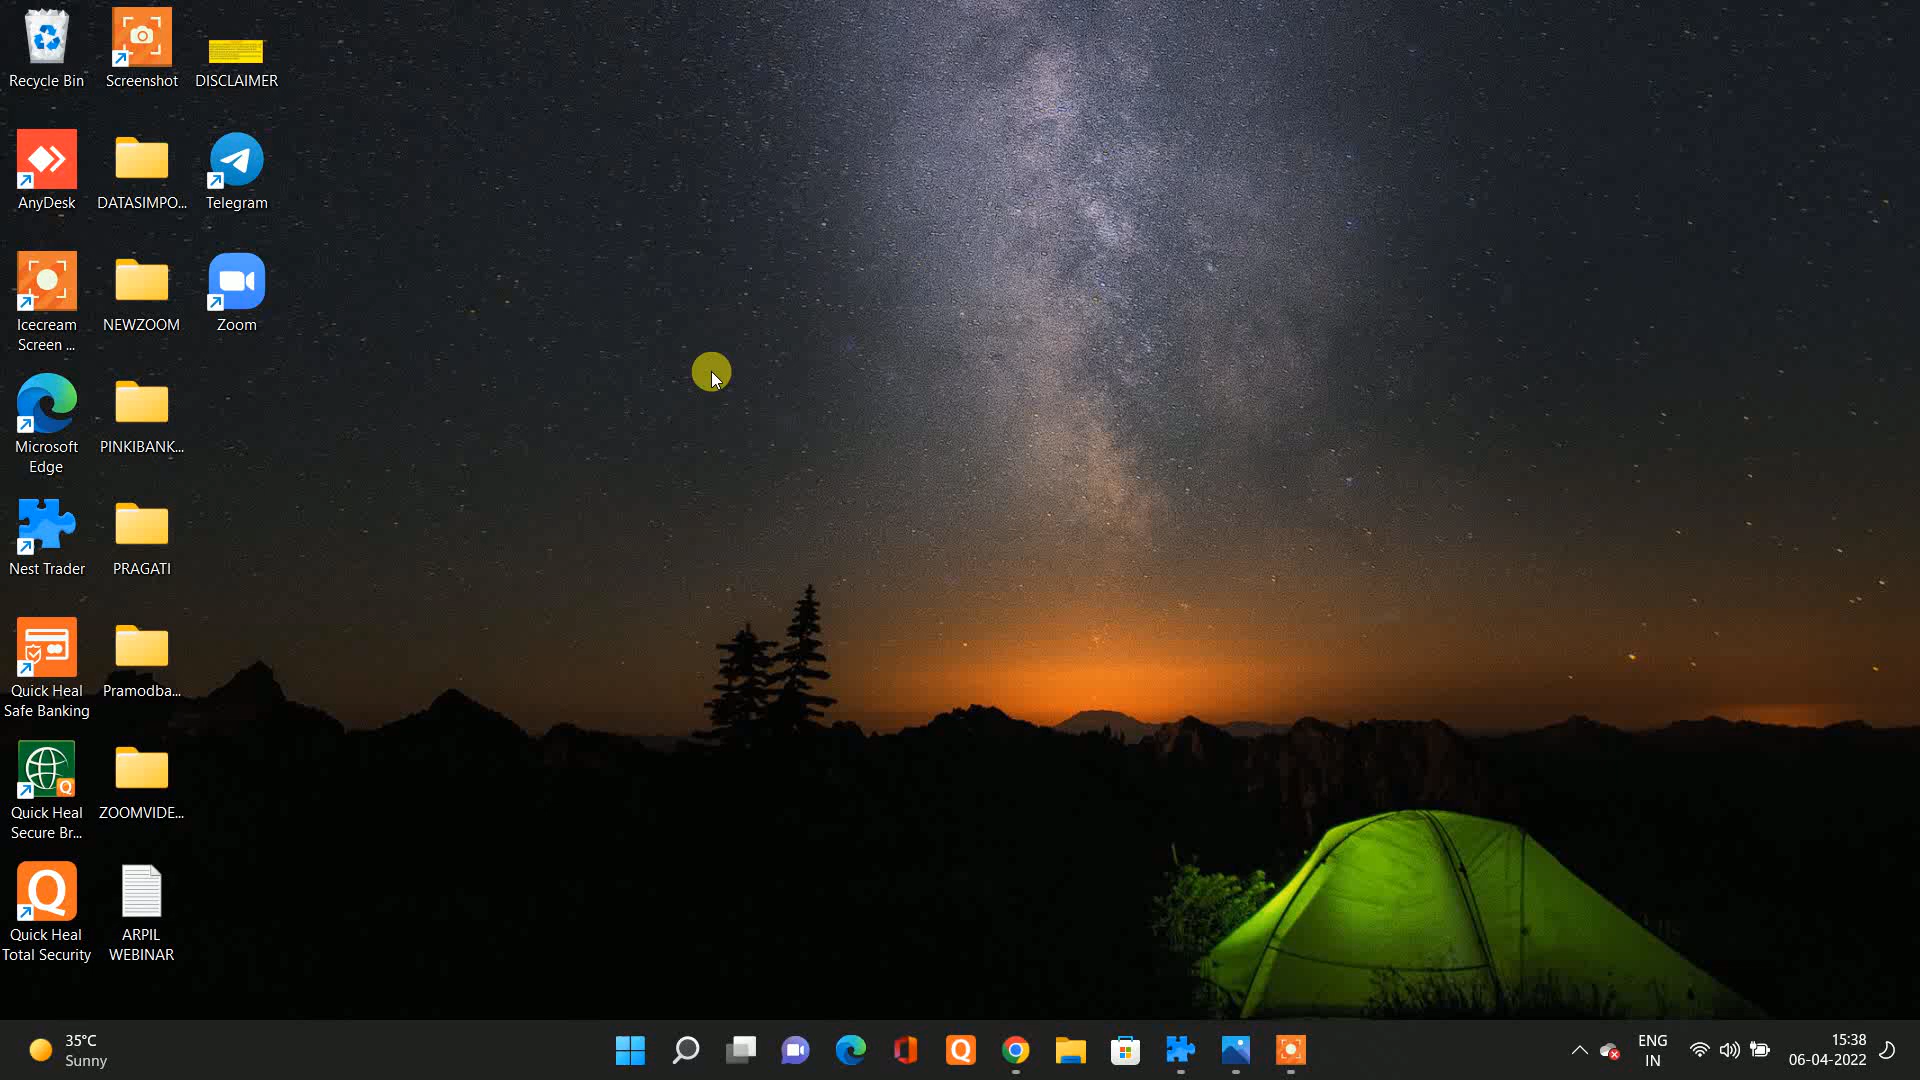 Recycle Bin
Screenshot
DISCLAIMER
AnyDesk
DATASIMPO...
Telegram
Icecream
Screen ...
NEWZOOM
Zoom
Microsoft
Edge
PINKIBANK...
Nest Trader
PRAGATI
Quick Heal
Safe Banking
Pramodba...
Quick Heal
Secure Br...
ZOOMVIDE...
Quick Heal
Total Security
ARPIL
WEBINAR
35°C
Sunny
ENG
IN
15:38
06-04-2022